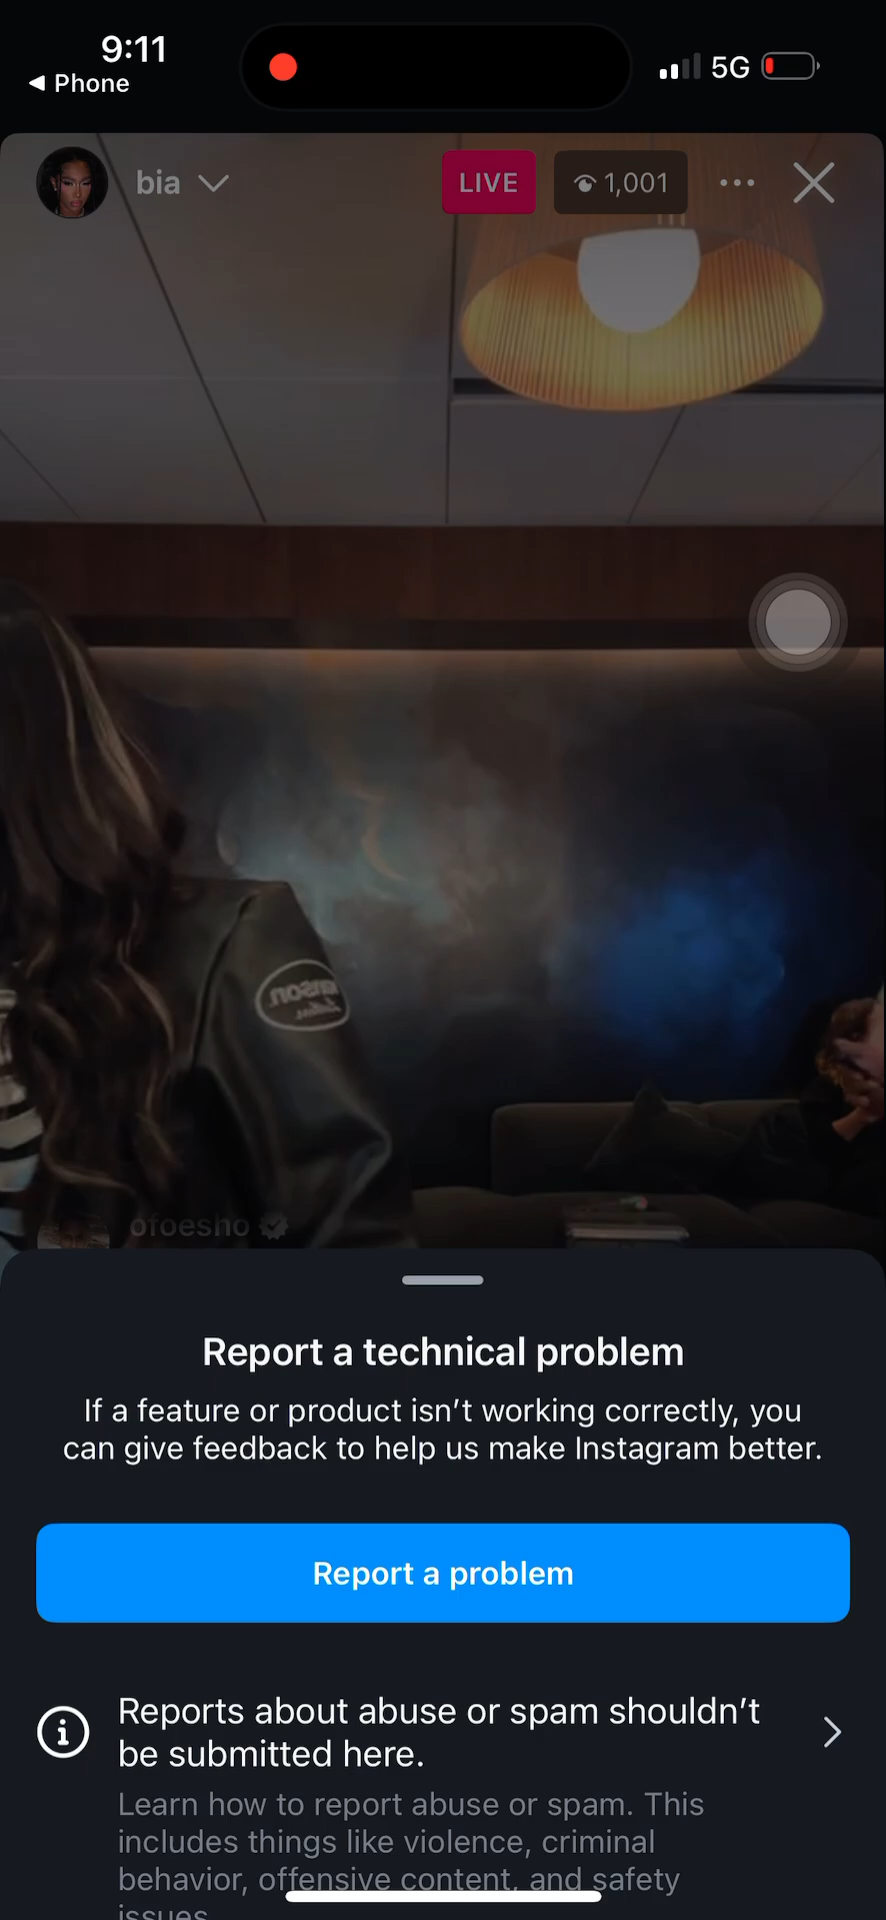 9:11
5G
Phone
bia
LIVE
1,001
ofoesho
Report a technical problem
If a feature or product isn't working correctly, you
can give feedback to help us make Instagram better.
Report a problem
Reports about abuse or spam shouldn't
be submitted here.
Learn how to report abuse or spam. This
includes things like violence, criminal
behavior, offensive content, and safety
issues.